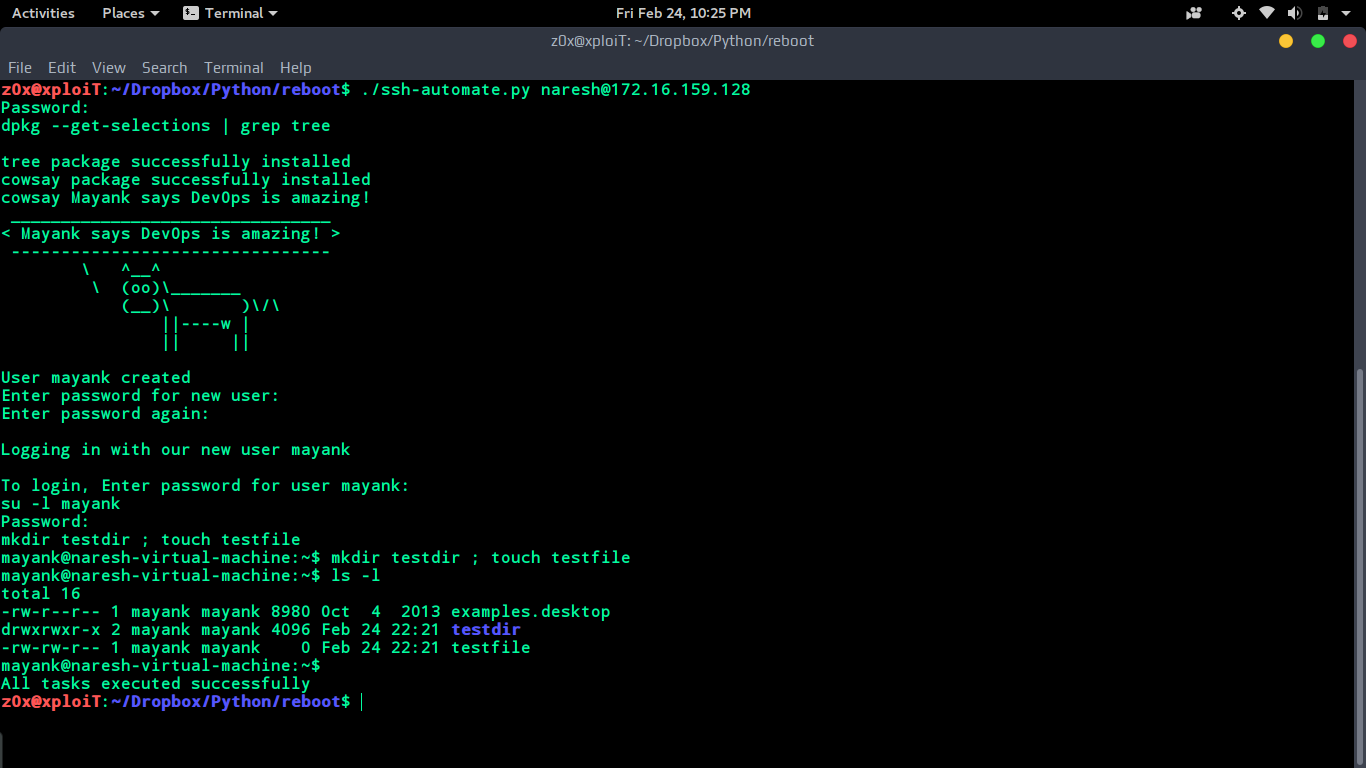 Activities Places Terminal Fri Feb 24, 10:25 PM
z0x@xploiT: ~/Dropbox/Python/reboot
File Edit View Search Terminal Help
z0x@xploiT:~/Dropbox/Python/reboot$ ./ssh-automate.py naresh@172.16.159.128
Password:
dpkg --get-selections | grep tree

tree package successfully installed
cowsay package successfully installed
cowsay Mayank says DevOps is amazing!
 ________________________________
< Mayank says DevOps is amazing! >
 --------------------------------
        \   ^__^
         \  (oo)\_______
            (__)\       )\/\
                ||----w |
                ||     ||

User mayank created
Enter password for new user:
Enter password again:

Logging in with our new user mayank

To login, Enter password for user mayank:
su -l mayank
Password:
mkdir testdir ; touch testfile
mayank@naresh-virtual-machine:~$ mkdir testdir ; touch testfile
mayank@naresh-virtual-machine:~$ ls -l
total 16
-rw-r--r-- 1 mayank mayank 8980 Oct  4  2013 examples.desktop
drwxrwxr-x 2 mayank mayank 4096 Feb 24 22:21 testdir
-rw-rw-r-- 1 mayank mayank    0 Feb 24 22:21 testfile
mayank@naresh-virtual-machine:~$
All tasks executed successfully
z0x@xploiT:~/Dropbox/Python/reboot$